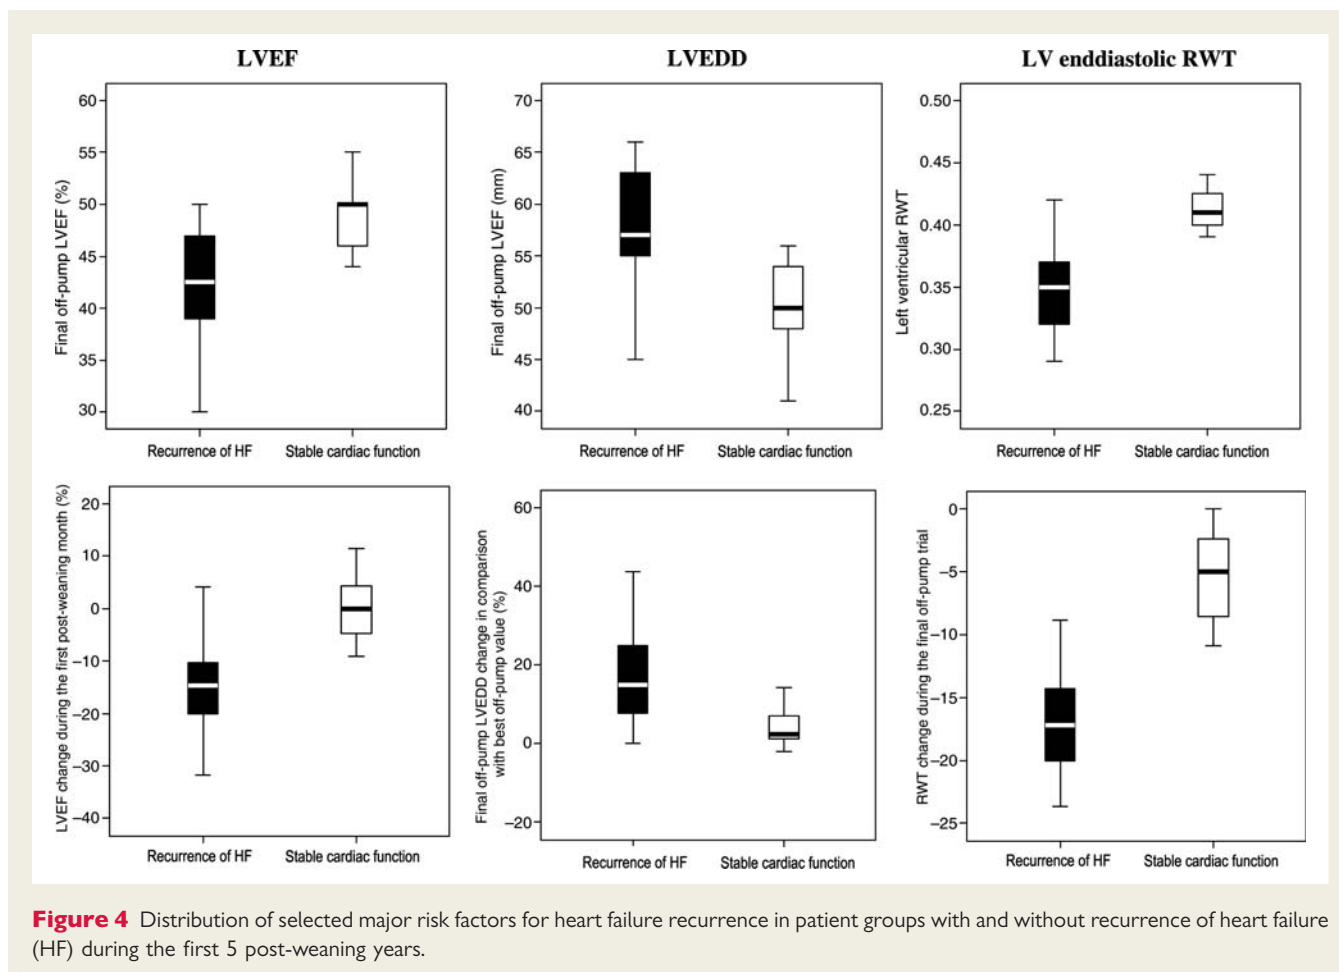 LVEF
LVEDD
LV enddiastolic RWT
Final off-pump LVEF (%)
60
55
50
45
40
35
30
Recurrence of HF
Stable cardiac function
Final off-pump LVEF (mm)
70
65
60
55
50
45
40
Recurrence of HF
Stable cardiac function
Left ventricular RWT
0.50
0.45
0.40
0.35
0.30
0.25
Recurrence of HF
Stable cardiac function
LVEF change during the first post-weaning month (%)
20
10
0
−10
−20
−30
−40
Recurrence of HF
Stable cardiac function
Final off-pump LVEDD change in comparison
with best off-pump value (%)
60
40
20
0
−20
Recurrence of HF
Stable cardiac function
RWT change during the final off-pump trial
0
−5
−10
−15
−20
−25
Recurrence of HF
Stable cardiac function
Figure 4 Distribution of selected major risk factors for heart failure recurrence in patient groups with and without recurrence of heart failure
(HF) during the first 5 post-weaning years.